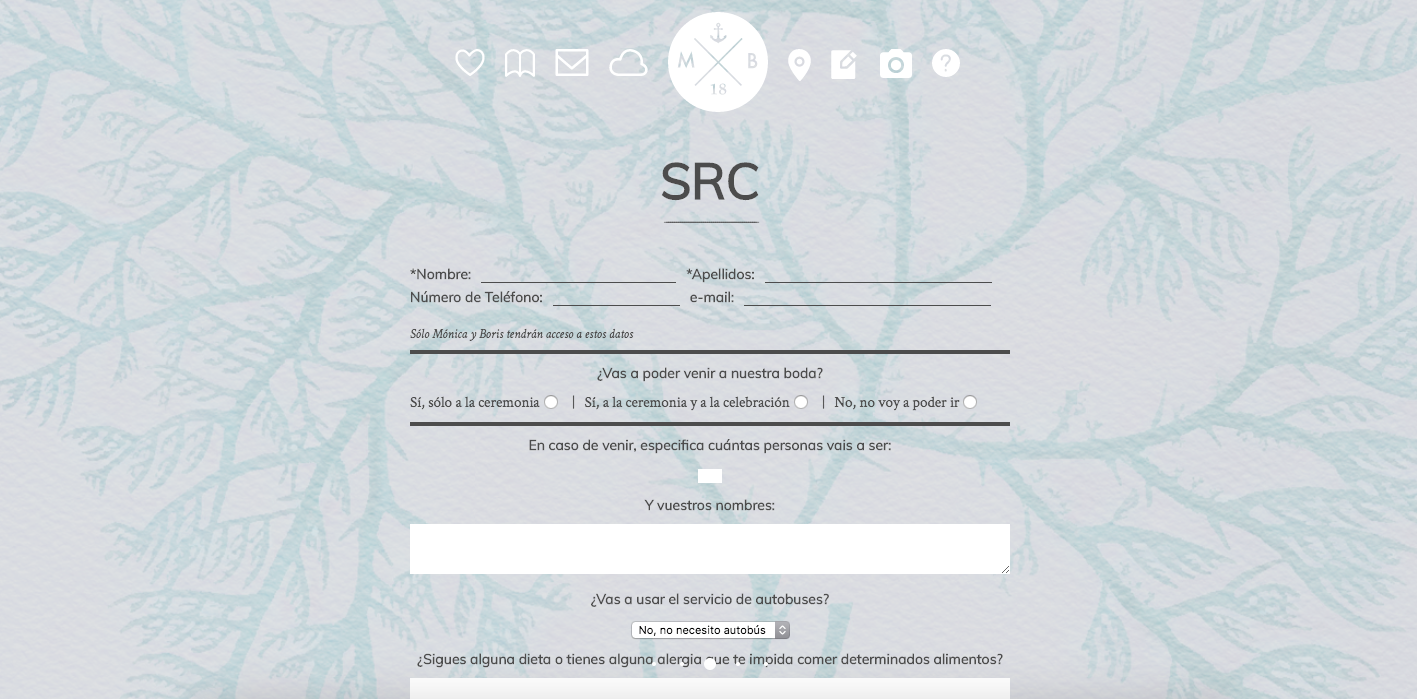 M B
18
?
SRC
*Nombre: *Apellidos:
Número de Teléfono: e-mail:
Sólo Mónica y Boris tendrán acceso a estos datos
¿Vas a poder venir a nuestra boda?
Sí, sólo a la ceremonia | Sí, a la ceremonia y a la celebración | No, no voy a poder ir
En caso de venir, especifica cuántas personas vais a ser:
Y vuestros nombres:
¿Vas a usar el servicio de autobuses?
No, no necesito autobús
¿Sigues alguna dieta o tienes alguna alergia que te impida comer determinados alimentos?